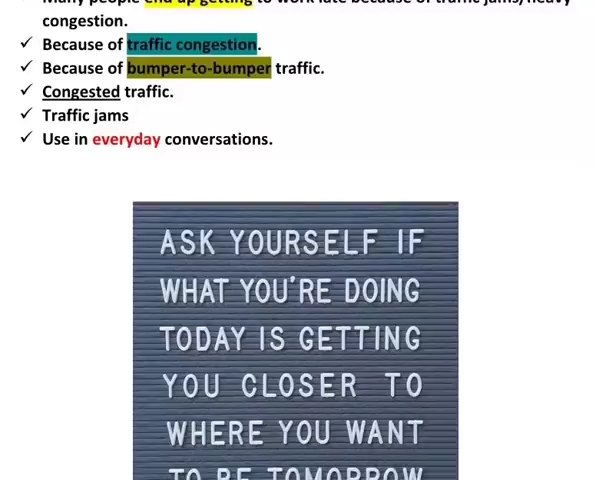 Many people end up getting to work late because of traffic jams/heavy
congestion.
✓ Because of traffic congestion.
✓ Because of bumper-to-bumper traffic.
✓ Congested traffic.
✓ Traffic jams
✓ Use in everyday conversations.
ASK YOURSELF IF
WHAT YOU'RE DOING
TODAY IS GETTING
YOU CLOSER TO
WHERE YOU WANT
TO BE TOMORROW